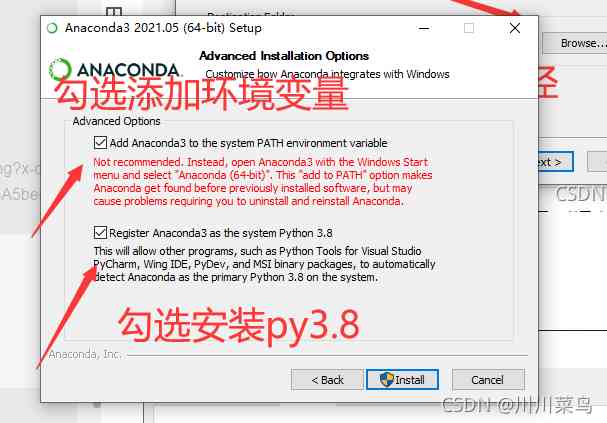 Destination Folder
Anaconda3 2021.05 (64-bit) Setup
Browse...
Advanced Installation Options
ANACONDA.
Customize how Anaconda integrates with Windows
勾选添加环境变量
径
Advanced Options
Add Anaconda3 to the system PATH environment variable
Not recommended. Instead, open Anaconda3 with the Windows Start
menu and select "Anaconda (64-bit)". This "add to PATH" option makes
Anaconda get found before previously installed software, but may
cause problems requiring you to uninstall and reinstall Anaconda.
ext >
CSDN
Register Anaconda3 as the system Python 3.8
This will allow other programs, such as Python Tools for Visual Studio
PyCharm, Wing IDE, PyDev, and MSI binary packages, to automatically
detect Anaconda as the primary Python 3.8 on the system.
勾选安装py3.8
Anaconda, Inc.
< Back
Install
Cancel
CSDN @川川菜鸟